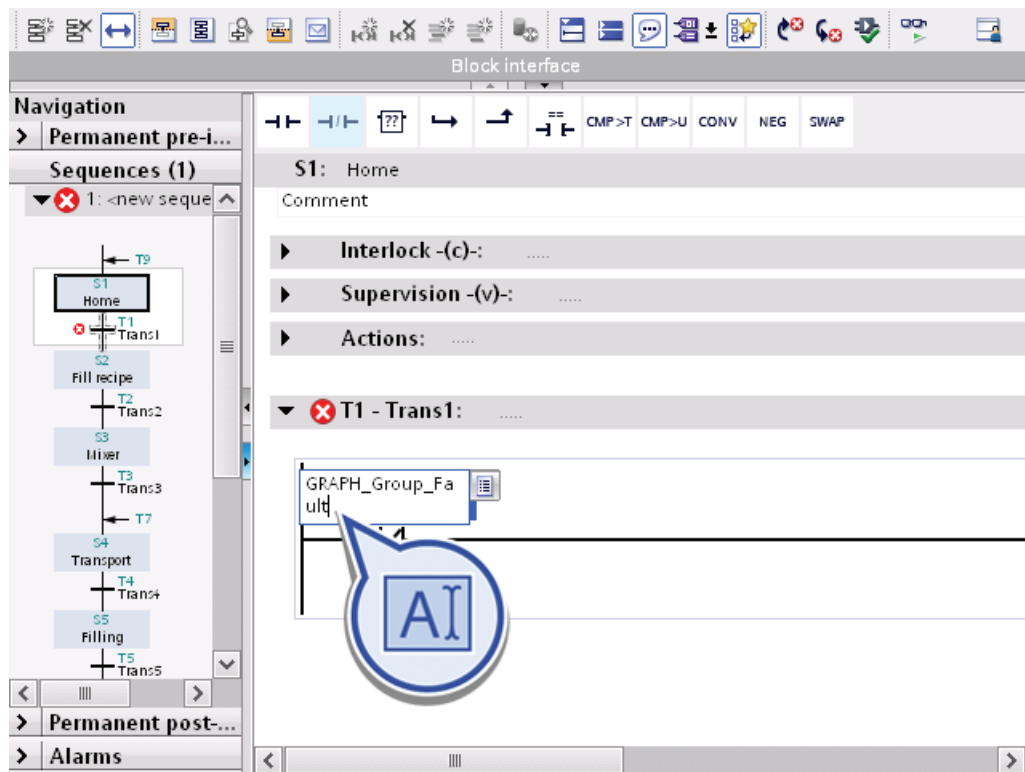 Block interface
Navigation
> Permanent pre-i...
Sequences (1)
1: <new seque
T9
S1
Home
T1
Trans1
S2
Fill recipe
T2
Trans2
S3
Mixer
T3
Trans3
T7
S4
Transport
T4
Trans4
S5
Filling
T5
Trans5
> Permanent post-...
> Alarms
?? == CMP>T CMP>U CONV NEG SWAP
S1: Home
Comment
Interlock -(c)-: .....
Supervision -(v)-: .....
Actions: .....
T1 - Trans1: .....
GRAPH_Group_Fa
ult
A